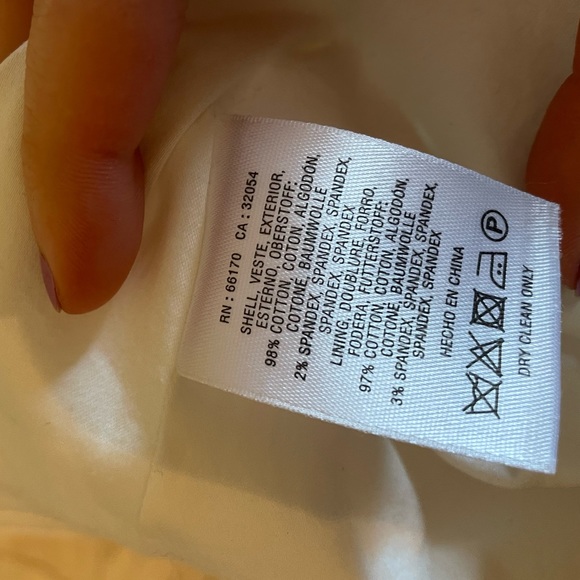 RN : 66170 CA : 32054
SHELL, VESTE, EXTERIOR,
ESTERNO, OBERSTOFF:
98% COTTON, COTON, ALGODON,
COTONE, BAUMWOLLE
2% SPANDEX, SPANDEX, SPANDEX,
SPANDEX, SPANDEX
LINING, DOUBLURE, FORRO,
FODERA, FUTTERSTOFF:
97% COTTON, COTON, ALGODON,
COTONE, BAUMWOLLE
3% SPANDEX, SPANDEX, SPANDEX,
SPANDEX, SPANDEX
HECHO EN CHINA
P
DRY CLEAN ONLY